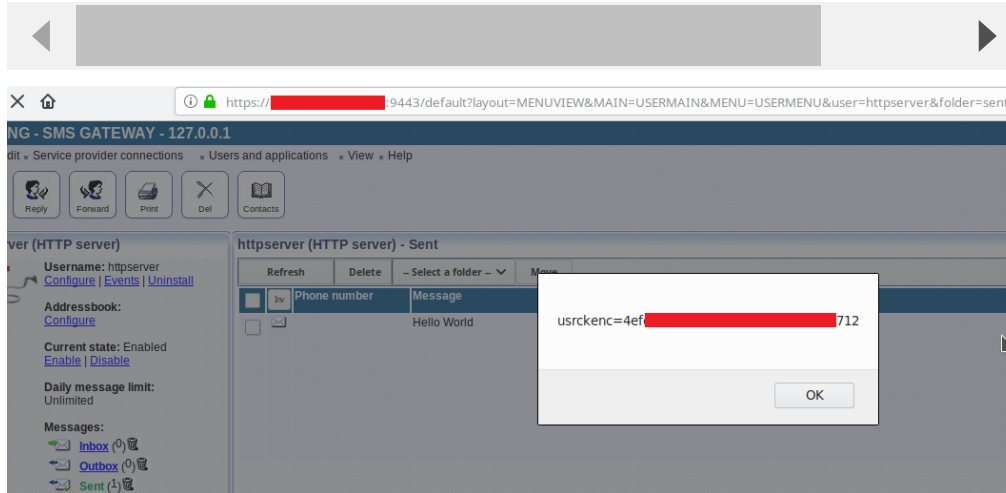 https:// :9443/default?layout=MENUVIEW&MAIN=USERMAIN&MENU=USERMENU&user=httpserver&folder=sent
NG - SMS GATEWAY - 127.0.0.1
dit Service provider connections Users and applications View Help
Reply Forward Print Del Contacts
ver (HTTP server)
httpserver (HTTP server) - Sent
Username: httpserver
Configure | Events | Uninstall
Addressbook:
Configure
Current state: Enabled
Enable | Disable
Daily message limit:
Unlimited
Messages:
Inbox (0)
Outbox (0)
Sent (1)
Refresh Delete -- Select a folder -- Move
Inv Phone number Message
Hello World
usrckenc=4ef 712
OK